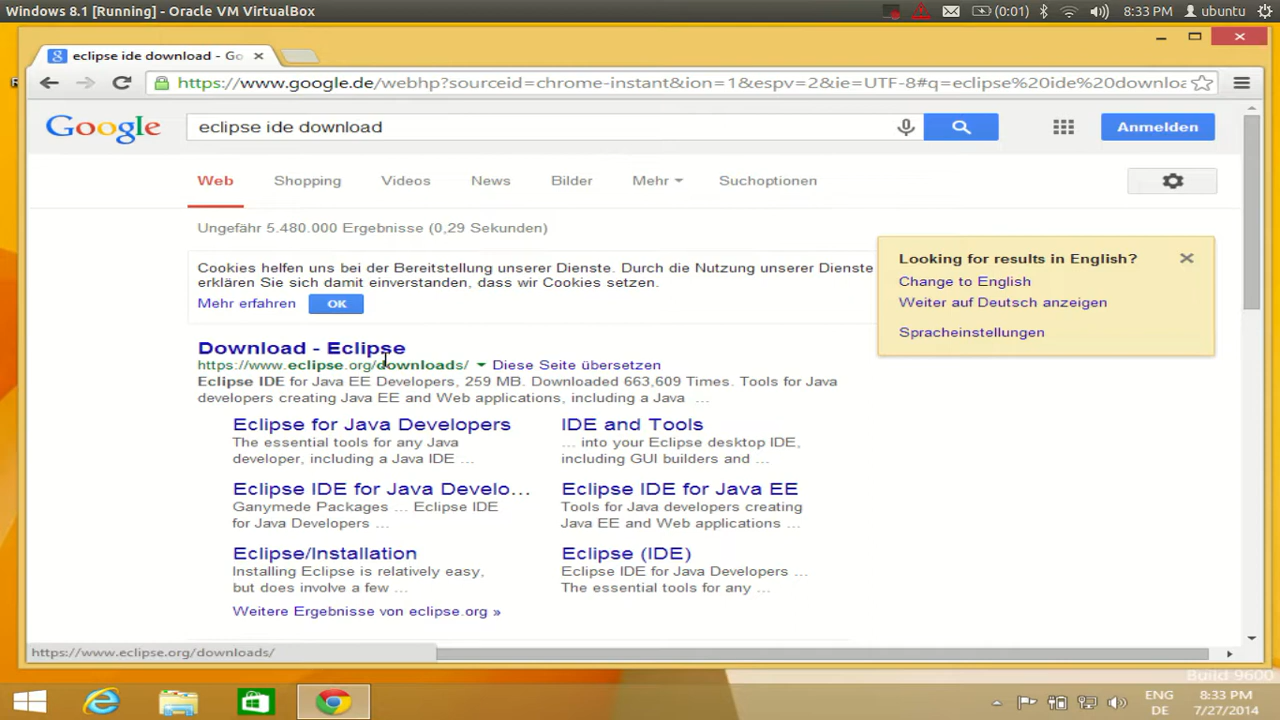 Windows 8.1 [Running] - Oracle VM VirtualBox
(0:01)
8:33 PM
ubuntu
eclipse ide download - Go
https://www.google.de/webhp?sourceid=chrome-instant&ion=1&espv=2&ie=UTF-8#q=eclipse%20ide%20downloa
Google
eclipse ide download
Anmelden
Web
Shopping
Videos
News
Bilder
Mehr
Suchoptionen
Ungefähr 5.480.000 Ergebnisse (0,29 Sekunden)
Cookies helfen uns bei der Bereitstellung unserer Dienste. Durch die Nutzung unserer Dienste
erklären Sie sich damit einverstanden, dass wir Cookies setzen.
Mehr erfahren
OK
Looking for results in English?
Change to English
Weiter auf Deutsch anzeigen
Spracheinstellungen
Download - Eclipse
https://www.eclipse.org/downloads/ Diese Seite übersetzen
Eclipse IDE for Java EE Developers, 259 MB. Downloaded 663,609 Times. Tools for Java
developers creating Java EE and Web applications, including a Java ...
Eclipse for Java Developers
The essential tools for any Java
developer, including a Java IDE ...
IDE and Tools
... into your Eclipse desktop IDE,
including GUI builders and ...
Eclipse IDE for Java Develo...
Ganymede Packages ... Eclipse IDE
for Java Developers ...
Eclipse IDE for Java EE
Tools for Java developers creating
Java EE and Web applications ...
Eclipse/Installation
Installing Eclipse is relatively easy,
but does involve a few ...
Eclipse (IDE)
Eclipse IDE for Java Developers ...
The essential tools for any ...
Weitere Ergebnisse von eclipse.org »
https://www.eclipse.org/downloads/
Build 9600
ENG
DE
8:33 PM
7/27/2014